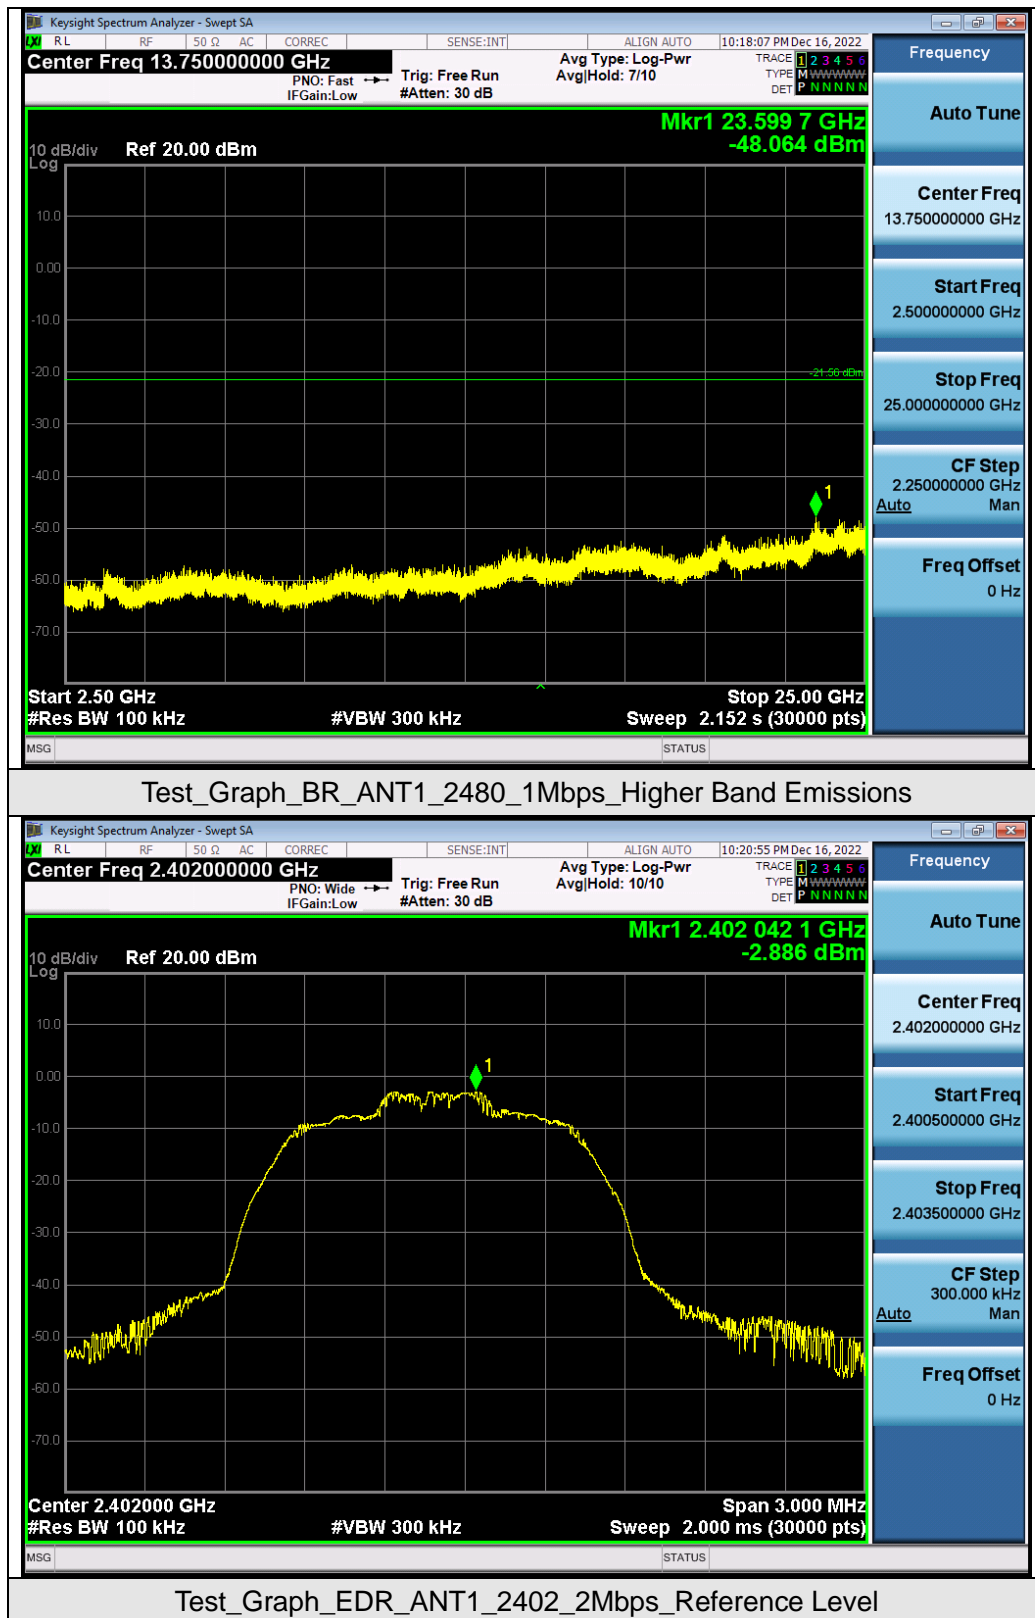 Keysight Spectrum Analyzer - Swept SA
LXI RL RF 50 Ω AC CORREC SENSE:INT ALIGN AUTO 10:18:07 PM Dec 16, 2022
Center Freq 13.750000000 GHz
PNO: Fast
IFGain:Low
Trig: Free Run
#Atten: 30 dB
Avg Type: Log-Pwr
Avg|Hold: 7/10
TRACE 1 2 3 4 5 6
TYPE M WWWWW
DET P N N N N N
Mkr1 23.599 7 GHz
-48.064 dBm
10 dB/div Ref 20.00 dBm
Log
10.0
0.00
-10.0
-20.0
-21.56 dBm
-30.0
-40.0
1
-50.0
-60.0
-70.0
Start 2.50 GHz Stop 25.00 GHz
#Res BW 100 kHz #VBW 300 kHz Sweep 2.152 s (30000 pts)
MSG STATUS
Frequency
Auto Tune
Center Freq
13.750000000 GHz
Start Freq
2.500000000 GHz
Stop Freq
25.000000000 GHz
CF Step
2.250000000 GHz
Auto Man
Freq Offset
0 Hz
Test_Graph_BR_ANT1_2480_1Mbps_Higher Band Emissions
Keysight Spectrum Analyzer - Swept SA
LXI RL RF 50 Ω AC CORREC SENSE:INT ALIGN AUTO 10:20:55 PM Dec 16, 2022
Center Freq 2.402000000 GHz
PNO: Wide
IFGain:Low
Trig: Free Run
#Atten: 30 dB
Avg Type: Log-Pwr
Avg|Hold: 10/10
TRACE 1 2 3 4 5 6
TYPE M WWWWW
DET P N N N N N
Mkr1 2.402 042 1 GHz
-2.886 dBm
10 dB/div Ref 20.00 dBm
Log
10.0
0.00
1
-10.0
-20.0
-30.0
-40.0
-50.0
-60.0
-70.0
Center 2.402000 GHz Span 3.000 MHz
#Res BW 100 kHz #VBW 300 kHz Sweep 2.000 ms (30000 pts)
MSG STATUS
Frequency
Auto Tune
Center Freq
2.402000000 GHz
Start Freq
2.400500000 GHz
Stop Freq
2.403500000 GHz
CF Step
300.000 kHz
Auto Man
Freq Offset
0 Hz
Test_Graph_EDR_ANT1_2402_2Mbps_Reference Level